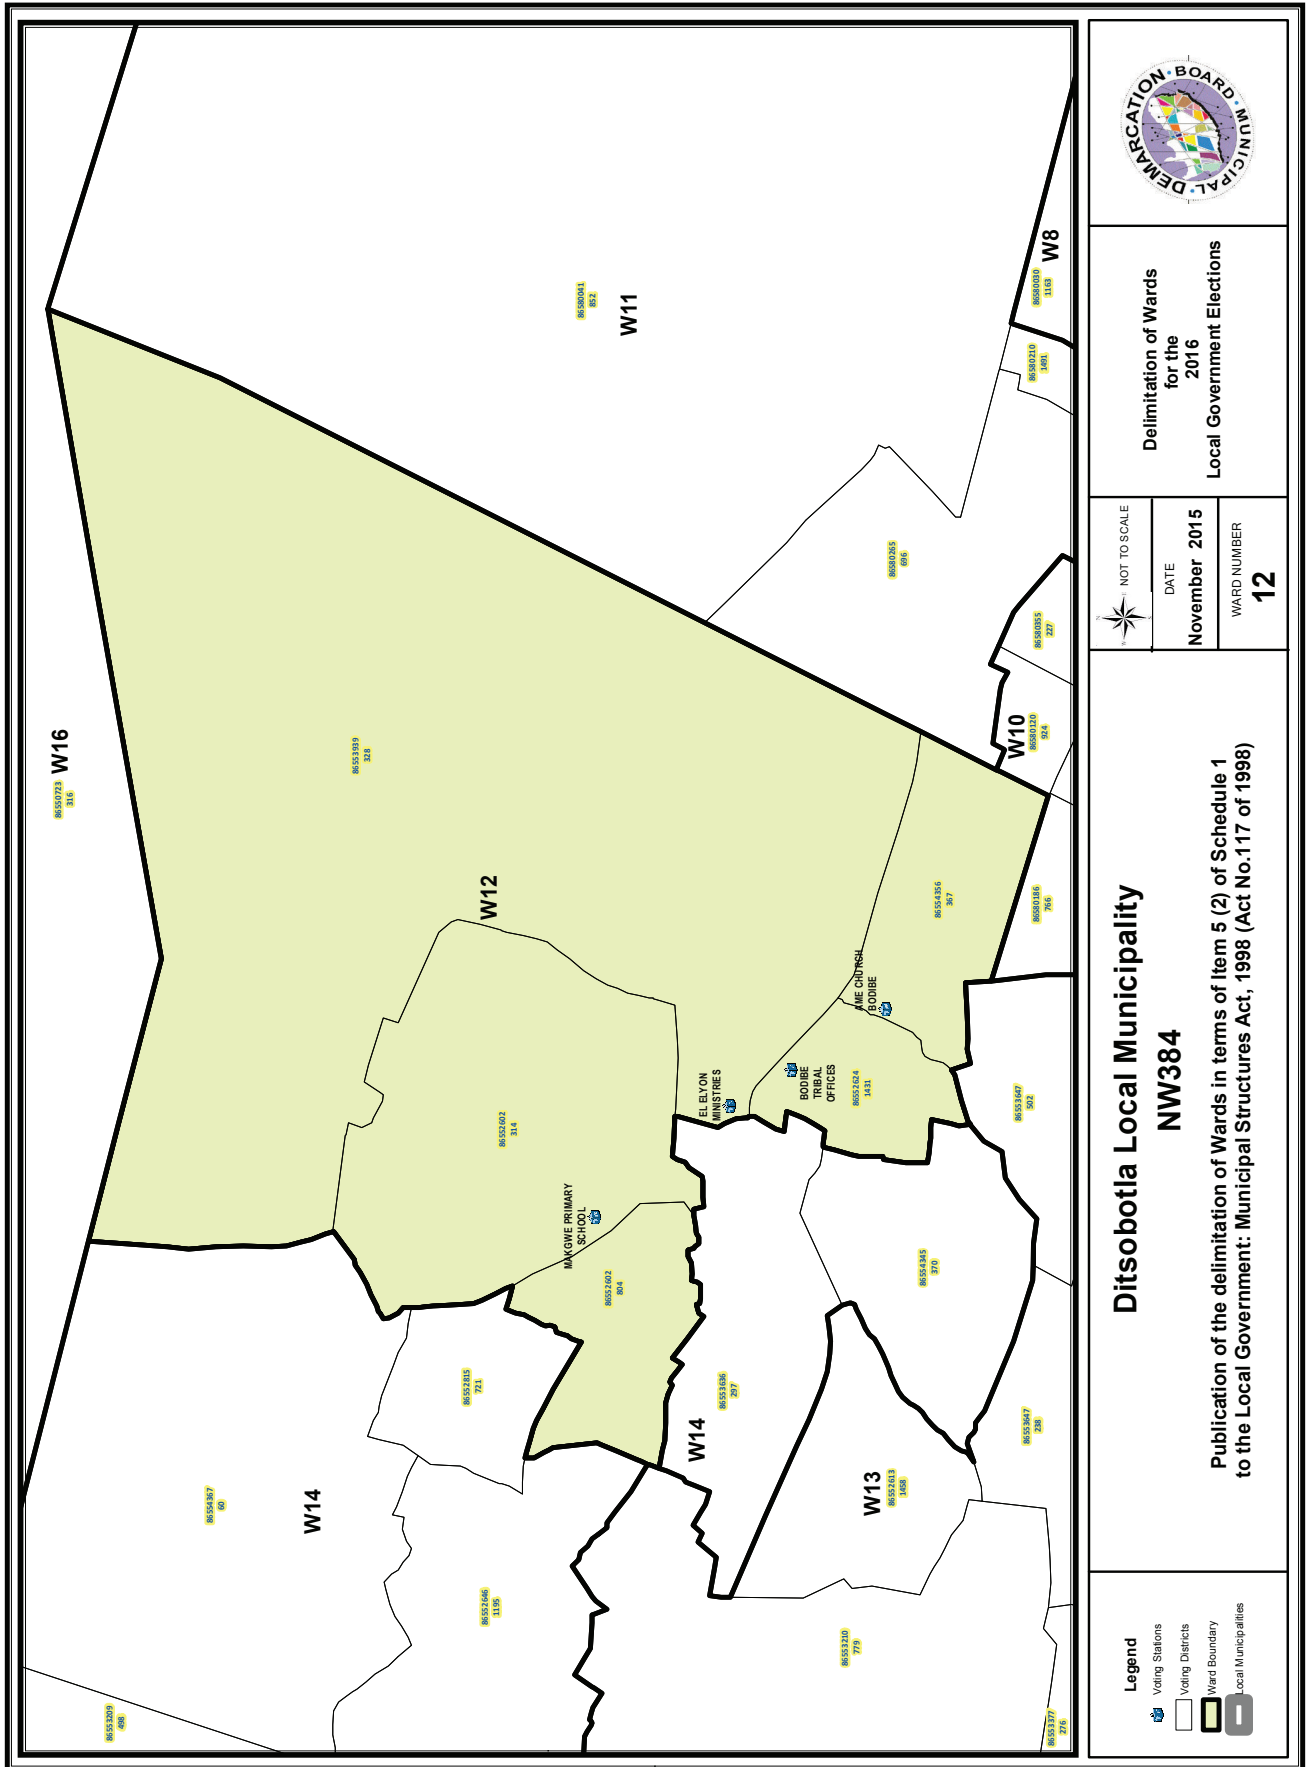 86550723
316
W16
86553939
328
W12
86580041
852
W11
86580030
1163
W8
86580210
1491
86580265
696
86580355
227
W10
86580120
924
86580186
766
86554356
367
AME CHURCH
BODIBE
BODIBE
TRIBAL
OFFICES
86552624
1431
EL ELYON
MINISTRIES
86552602
314
MAKGWE PRIMARY
SCHOOL
86552602
804
86553647
502
86554345
370
86553647
238
86553636
297
W14
W13
86552613
1458
86552815
721
86554367
60
W14
86552646
1195
86553210
779
86553209
498
86553377
276
Legend
Voting Stations
Voting Districts
Ward Boundary
Local Municipalities
Ditsobotla Local Municipality
NW384
Publication of the delimitation of Wards in terms of Item 5 (2) of Schedule 1
to the Local Government: Municipal Structures Act, 1998 (Act No.117 of 1998)
NOT TO SCALE
DATE
November 2015
WARD NUMBER
12
Delimitation of Wards
for the
2016
Local Government Elections
MUNICIPAL · DEMARCATION · BOARD ·